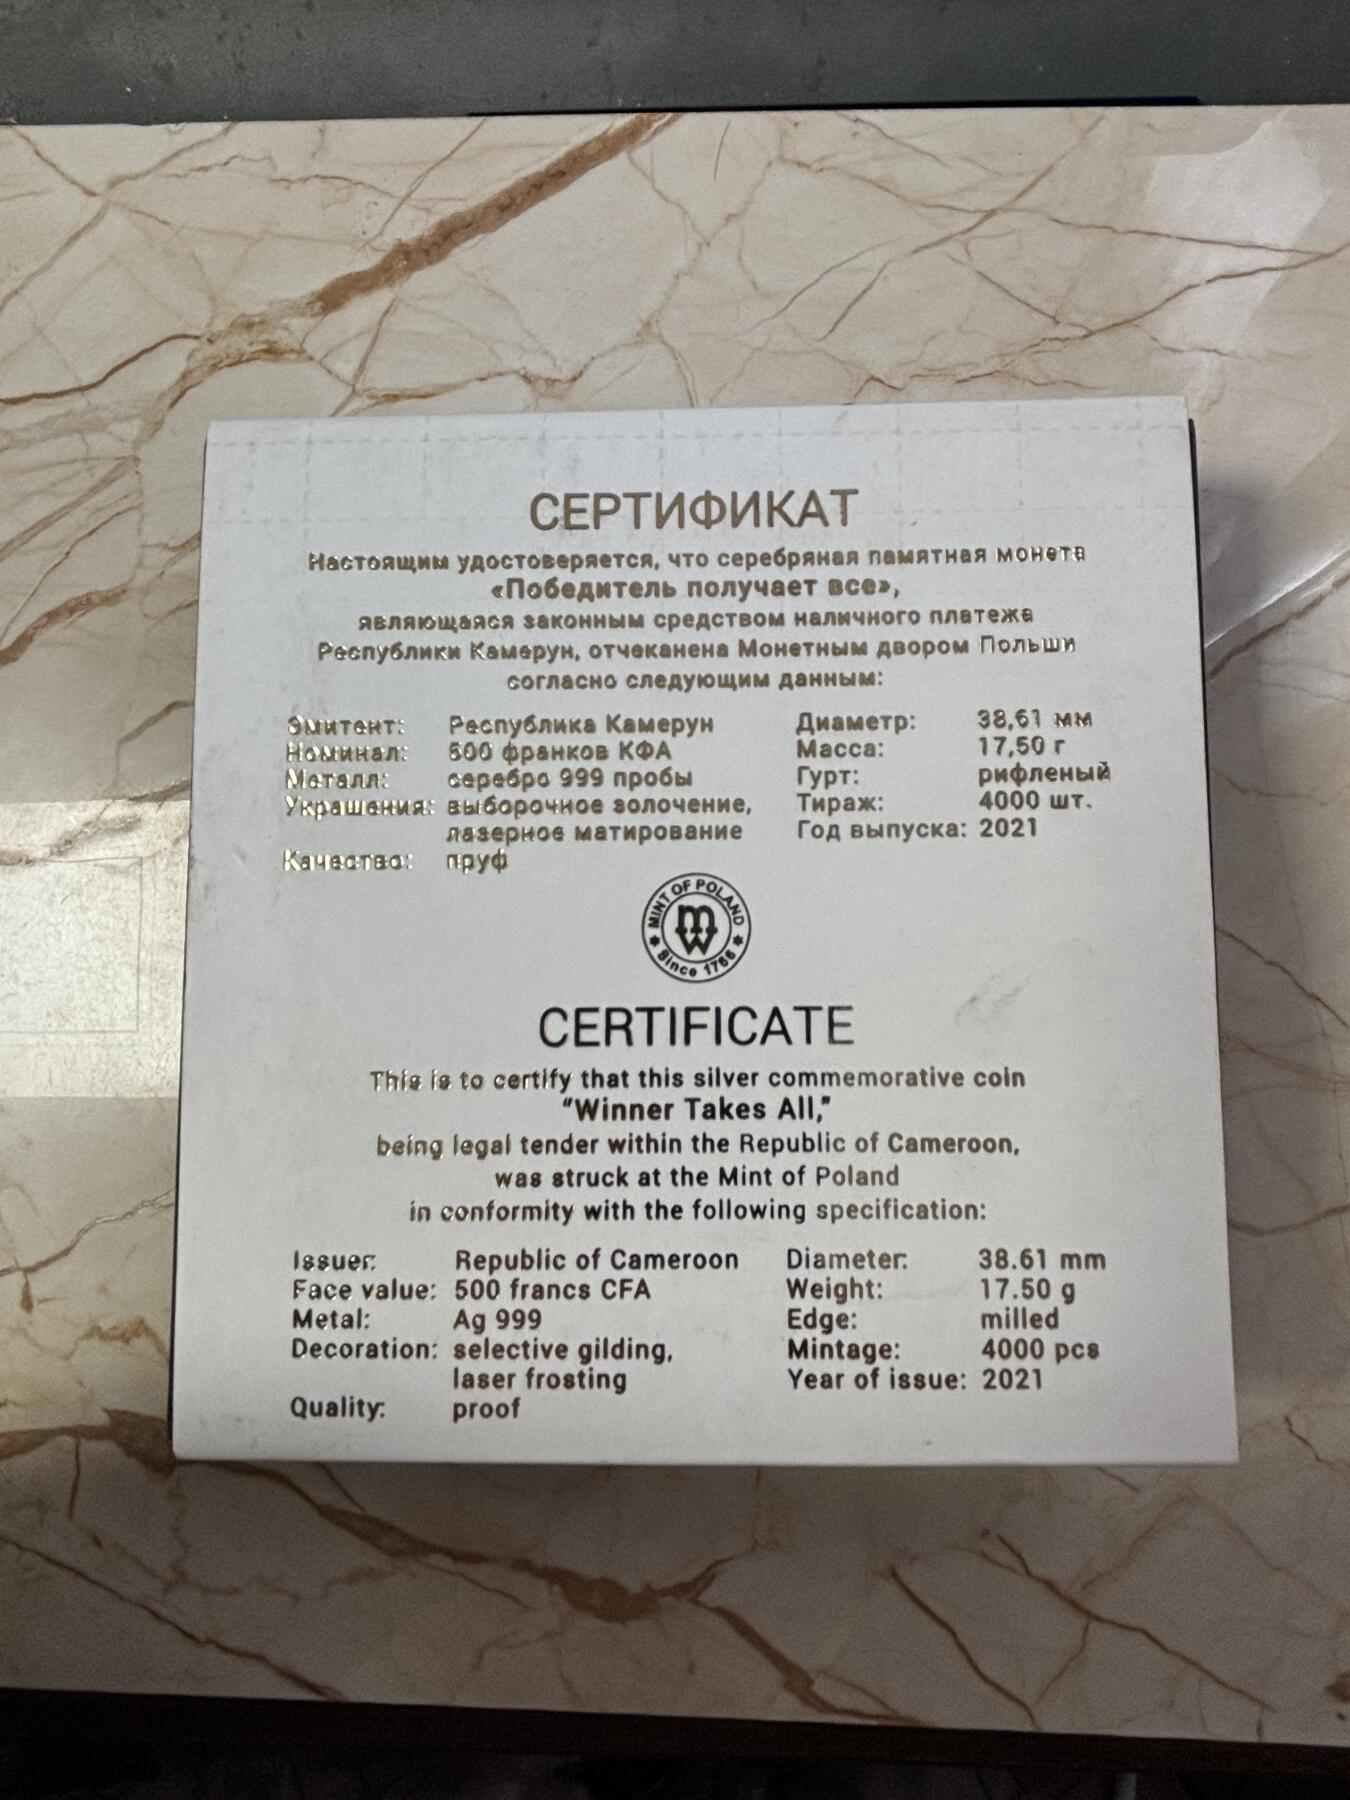 СЕРТИФИКАТ
Настоящим удостоверяется, что серебряная памятная монета
«Победитель получает все»,
являющаяся законным средством наличного платежа
Республики Камерун, отчеканена Монетным двором Польши
согласно следующим данным:
Эмитент: Республика Камерун Диаметр: 38,61 мм
Номинал: 500 франков КФА Масса: 17,50 г
Металл: серебро 999 пробы Гурт: рифленый
Украшения: выборочное золочение, Тираж: 4000 шт.
лазерное матирование Год выпуска: 2021
Качество: пруф
MINT OF POLAND
MW
Since 1766
CERTIFICATE
This is to certify that this silver commemorative coin
“Winner Takes All,”
being legal tender within the Republic of Cameroon,
was struck at the Mint of Poland
in conformity with the following specification:
Issuer: Republic of Cameroon Diameter: 38.61 mm
Face value: 500 francs CFA Weight: 17.50 g
Metal: Ag 999 Edge: milled
Decoration: selective gilding, Mintage: 4000 pcs
laser frosting Year of issue: 2021
Quality: proof